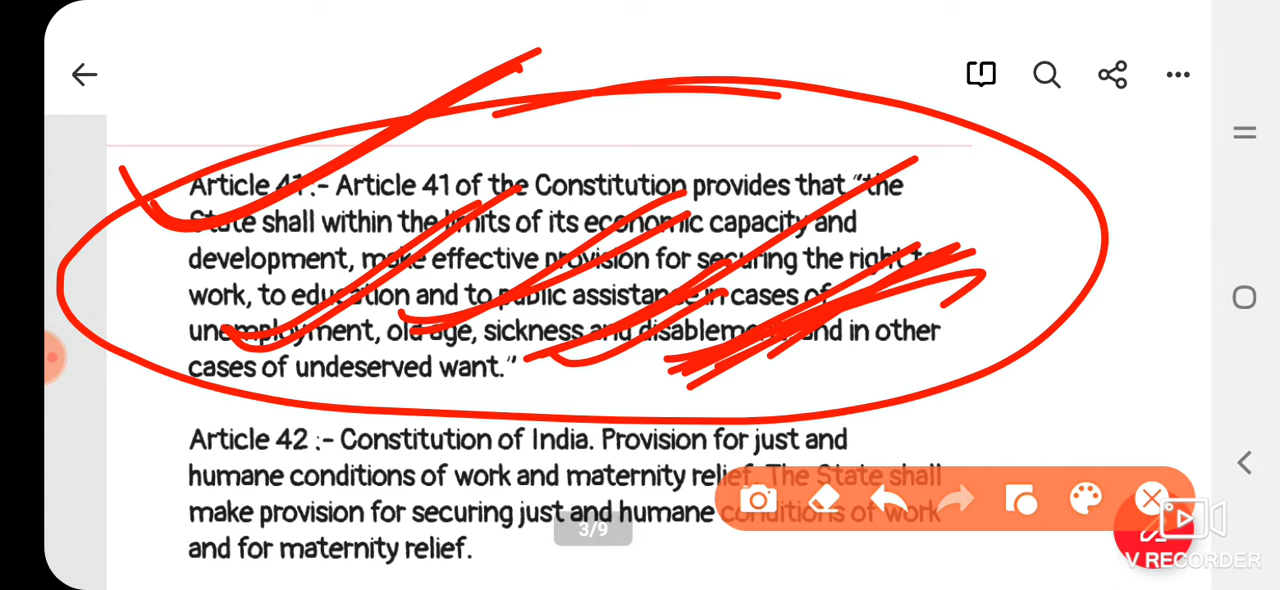 Article 41 :- Article 41 of the Constitution provides that “the
State shall within the limits of its economic capacity and
development, make effective provision for securing the right to
work, to education and to public assistance in cases of
unemployment, old age, sickness and disablement, and in other
cases of undeserved want.”
Article 42 :- Constitution of India. Provision for just and
humane conditions of work and maternity relief. The State shall
make provision for securing just and humane conditions of work
and for maternity relief.
3/9
V RECORDER